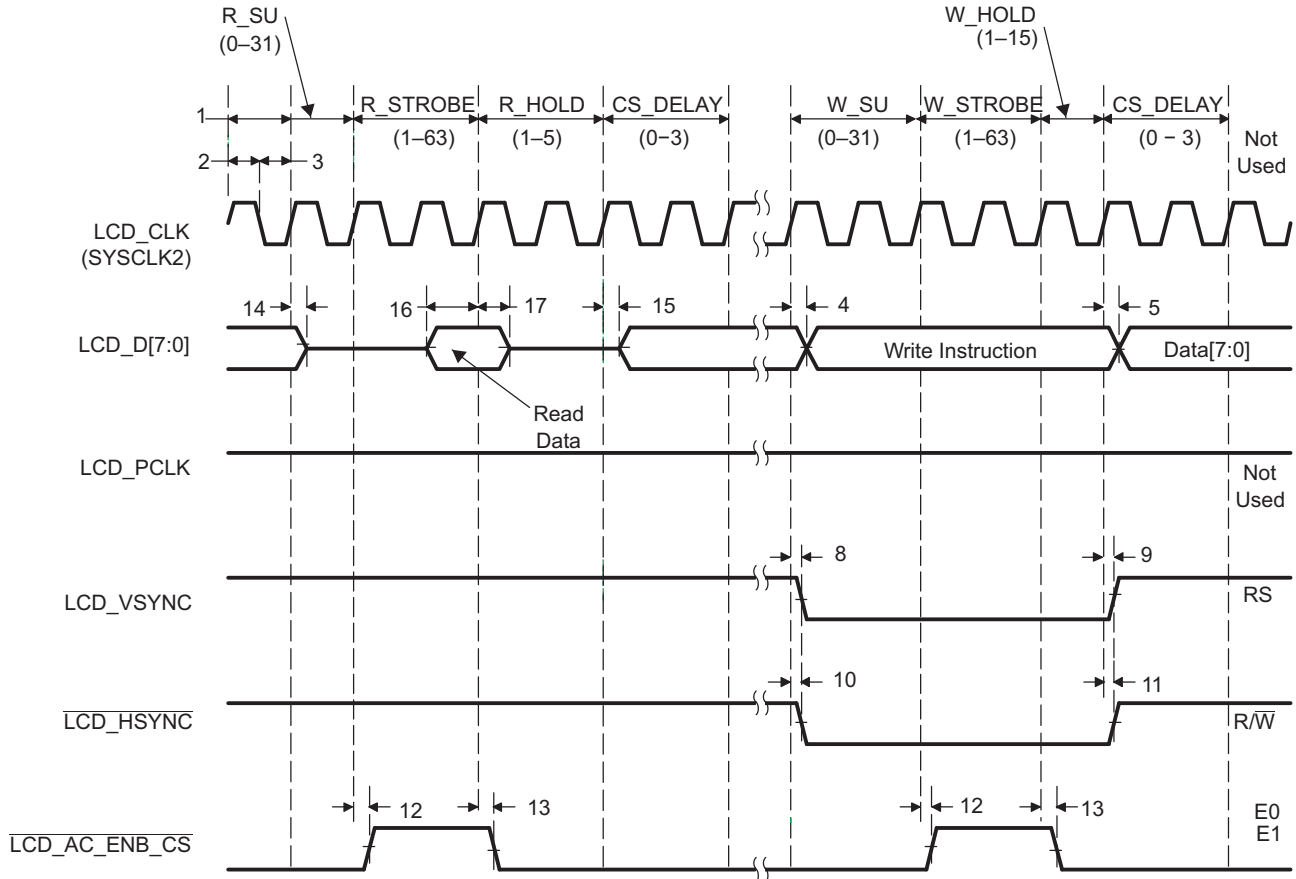 R_SU
(0–31)
W_HOLD
(1–15)
1
R_STROBE
R_HOLD
CS_DELAY
W_SU
W_STROBE
CS_DELAY
(1–63)
(1–5)
(0–3)
(0–31)
(1–63)
(0 − 3)
Not
Used
2
3
LCD_CLK
(SYSCLK2)
14
16
17
15
4
5
LCD_D[7:0]
Write Instruction
Data[7:0]
Read
Data
LCD_PCLK
Not
Used
8
9
LCD_VSYNC
RS
10
11
LCD_HSYNC
R/W
12
13
12
13
E0
E1
LCD_AC_ENB_CS